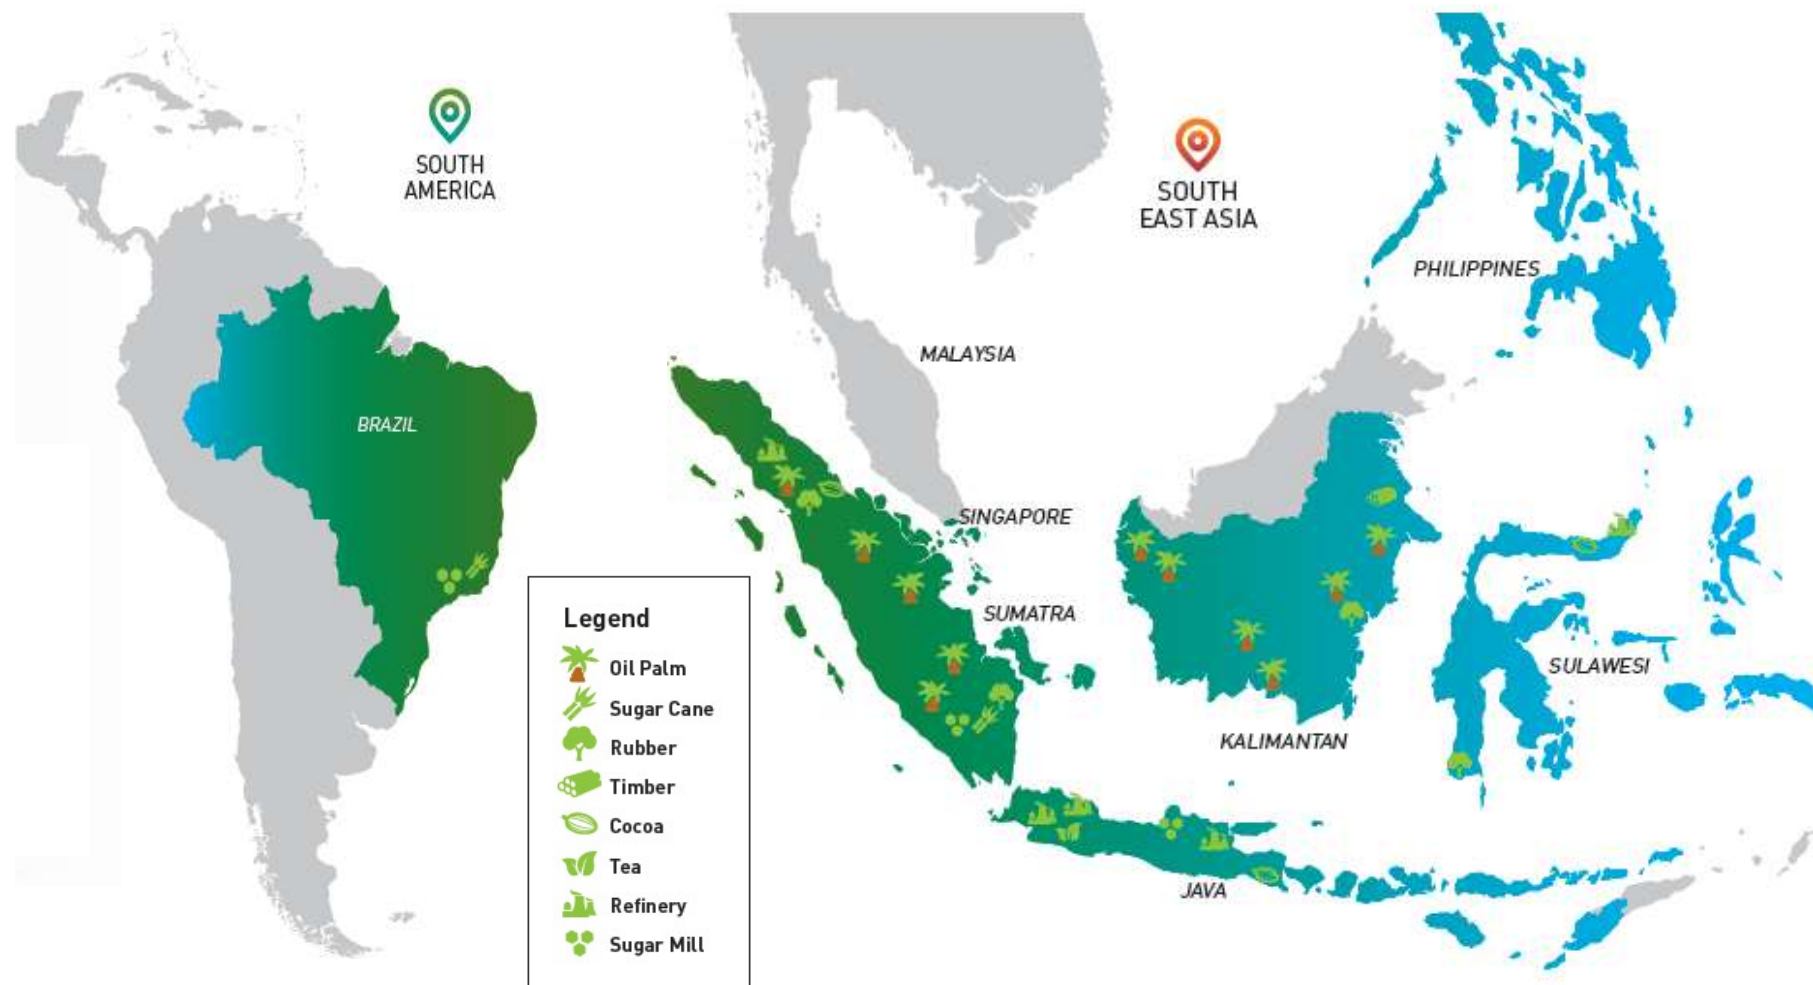 SOUTH
AMERICA
SOUTH
EAST ASIA
PHILIPPINES
MALAYSIA
BRAZIL
SINGAPORE
SUMATRA
SULAWESI
KALIMANTAN
JAVA
Legend
Oil Palm
Sugar Cane
Rubber
Timber
Cocoa
Tea
Refinery
Sugar Mill